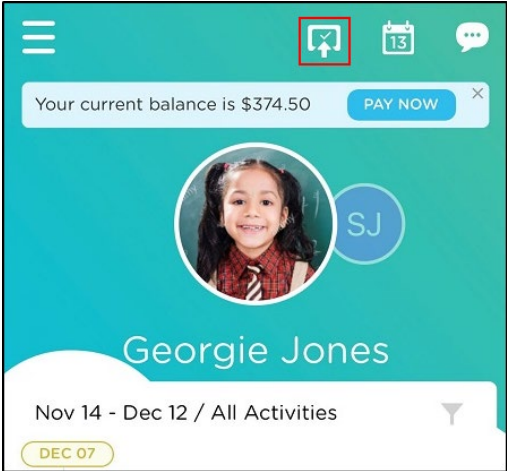 13
Your current balance is $374.50 PAY NOW
SJ
Georgie Jones
Nov 14 - Dec 12 / All Activities
DEC 07